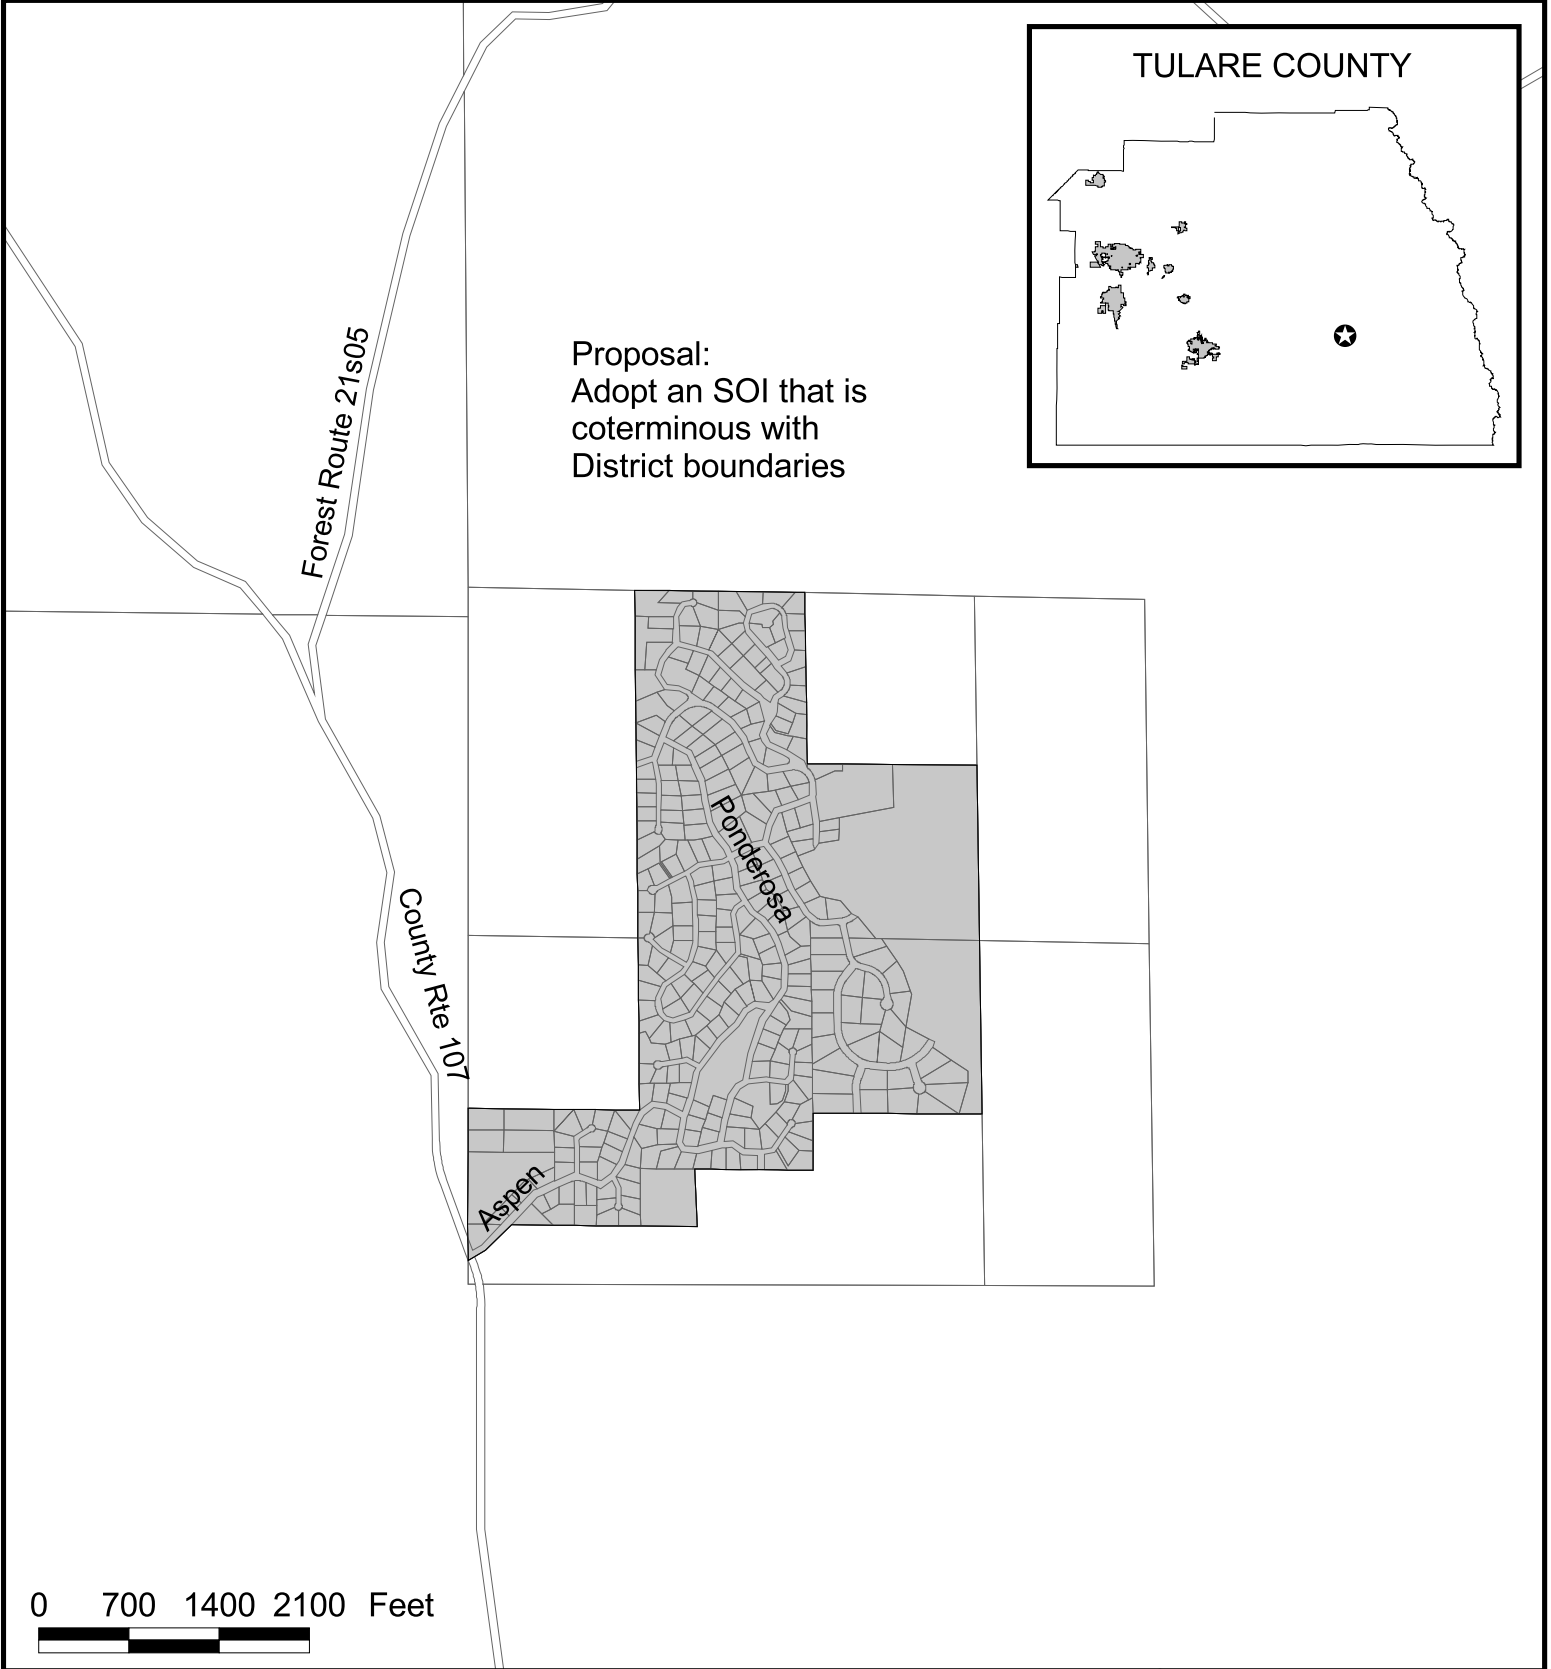 TULARE COUNTY
Proposal:
Adopt an SOI that is
coterminous with
District boundaries
Forest Route 21s05
Ponderosa
County Rte 107
Aspen
0 700 1400 2100 Feet